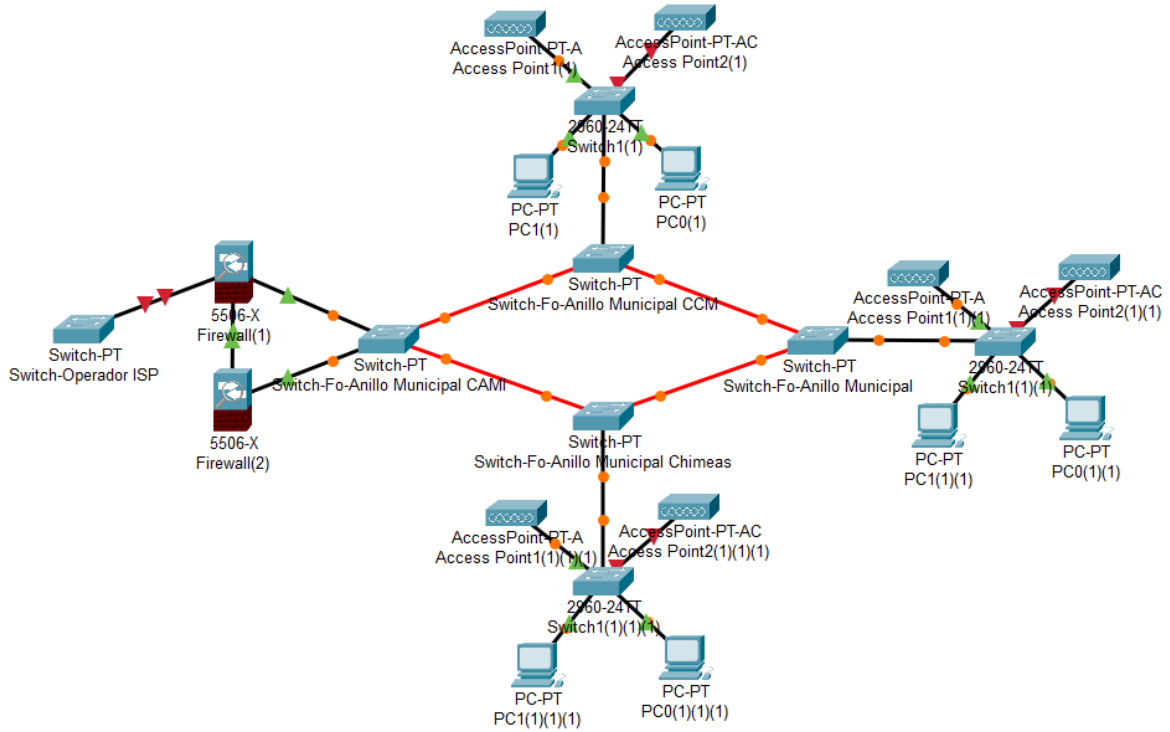 AccessPoint-PT-A
Access Point1(1)
AccessPoint-PT-AC
Access Point2(1)
2960-24TT
Switch1(1)
PC-PT
PC1(1)
PC-PT
PC0(1)
Switch-PT
Switch-Fo-Anillo Municipal CCM
5506-X
Firewall(1)
Switch-PT
Switch-Operador ISP
5506-X
Firewall(2)
Switch-PT
Switch-Fo-Anillo Municipal CAMI
Switch-PT
Switch-Fo-Anillo Municipal
AccessPoint-PT-A
Access Point1(1)(1)
AccessPoint-PT-AC
Access Point2(1)(1)
2960-24TT
Switch1(1)(1)
PC-PT
PC1(1)(1)
PC-PT
PC0(1)(1)
Switch-PT
Switch-Fo-Anillo Municipal Chimeas
AccessPoint-PT-A
Access Point1(1)(1)(1)
AccessPoint-PT-AC
Access Point2(1)(1)(1)
2960-24TT
Switch1(1)(1)(1)
PC-PT
PC1(1)(1)(1)
PC-PT
PC0(1)(1)(1)